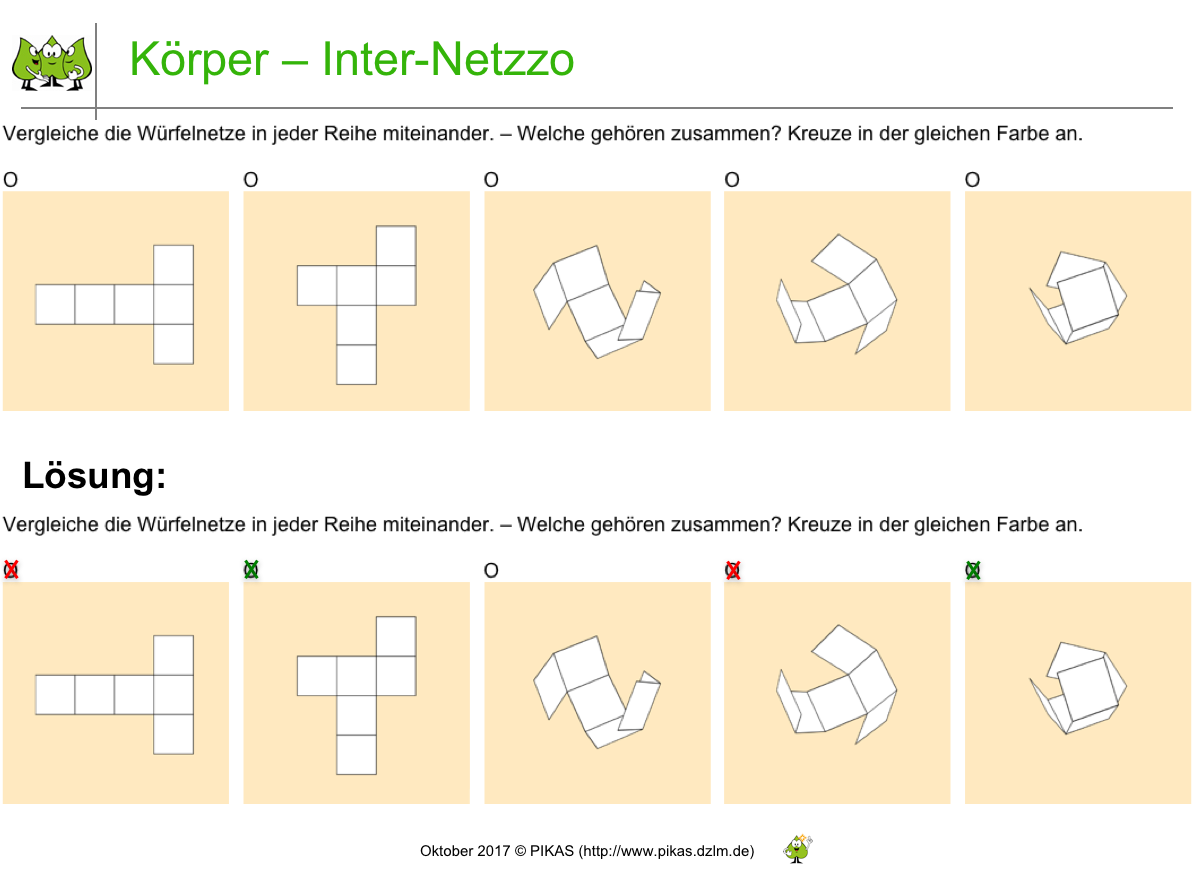 Körper – Inter-Netzzo
Vergleiche die Würfelnetze in jeder Reihe miteinander. – Welche gehören zusammen? Kreuze in der gleichen Farbe an.
O O O O O
Lösung:
Vergleiche die Würfelnetze in jeder Reihe miteinander. – Welche gehören zusammen? Kreuze in der gleichen Farbe an.
O O O O O
Oktober 2017 © PIKAS (http://www.pikas.dzlm.de)